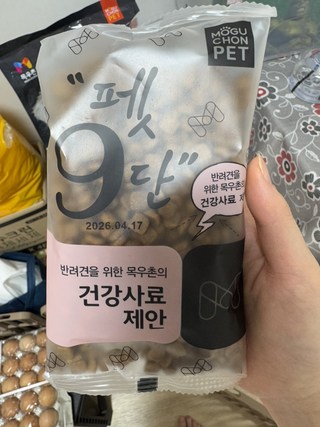 MOGU
CHON
PET
"펫
9단"
2026.04.17
반려견을
위한 목우촌의
건강사료
반려견을 위한 목우촌의
건강사료
제안